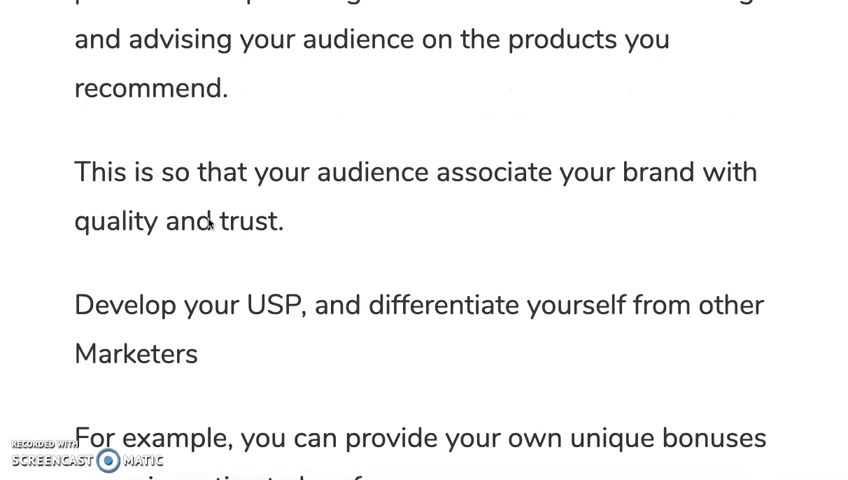 and advising your audience on the products you
recommend.
This is so that your audience associate your brand with
quality and trust.
Develop your USP, and differentiate yourself from other
Marketers
For example, you can provide your own unique bonuses
RECORDED WITH
SCREENCAST MATIC